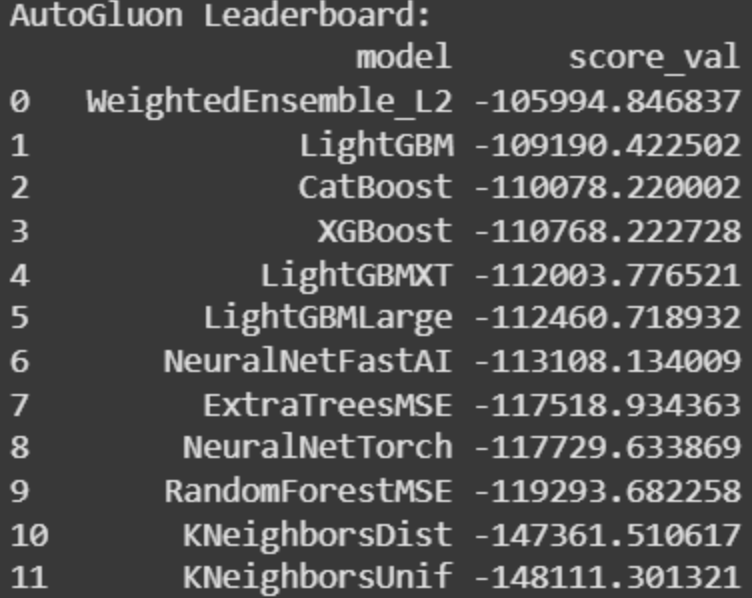 AutoGluon Leaderboard:
model score_val
0 WeightedEnsemble_L2 -105994.846837
1 LightGBM -109190.422502
2 CatBoost -110078.220002
3 XGBoost -110768.222728
4 LightGBMXT -112003.776521
5 LightGBMLarge -112460.718932
6 NeuralNetFastAI -113108.134009
7 ExtraTreesMSE -117518.934363
8 NeuralNetTorch -117729.633869
9 RandomForestMSE -119293.682258
10 KNeighborsDist -147361.510617
11 KNeighborsUnif -148111.301321